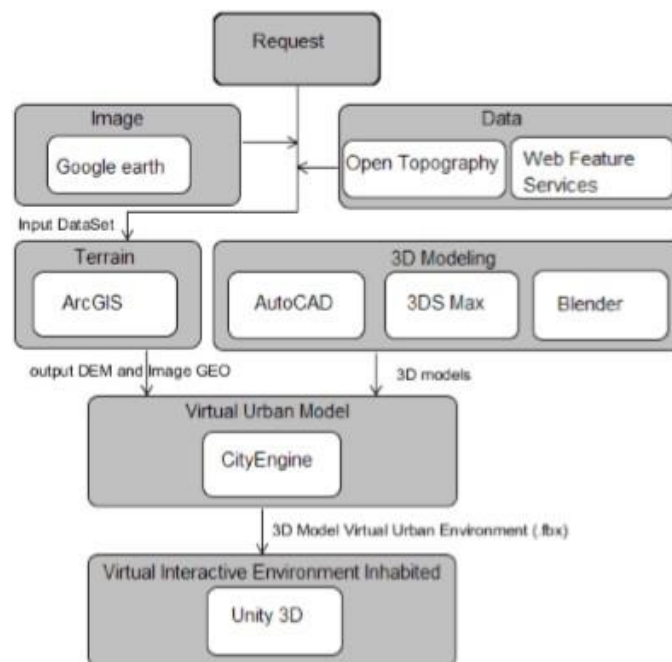 Request
Image
Google earth
Data
Open Topography
Web Feature
Services
Input DataSet
Terrain
ArcGIS
3D Modeling
AutoCAD
3DS Max
Blender
output DEM and Image GEO
3D models
Virtual Urban Model
CityEngine
3D Model Virtual Urban Environment (.fbx)
Virtual Interactive Environment Inhabited
Unity 3D